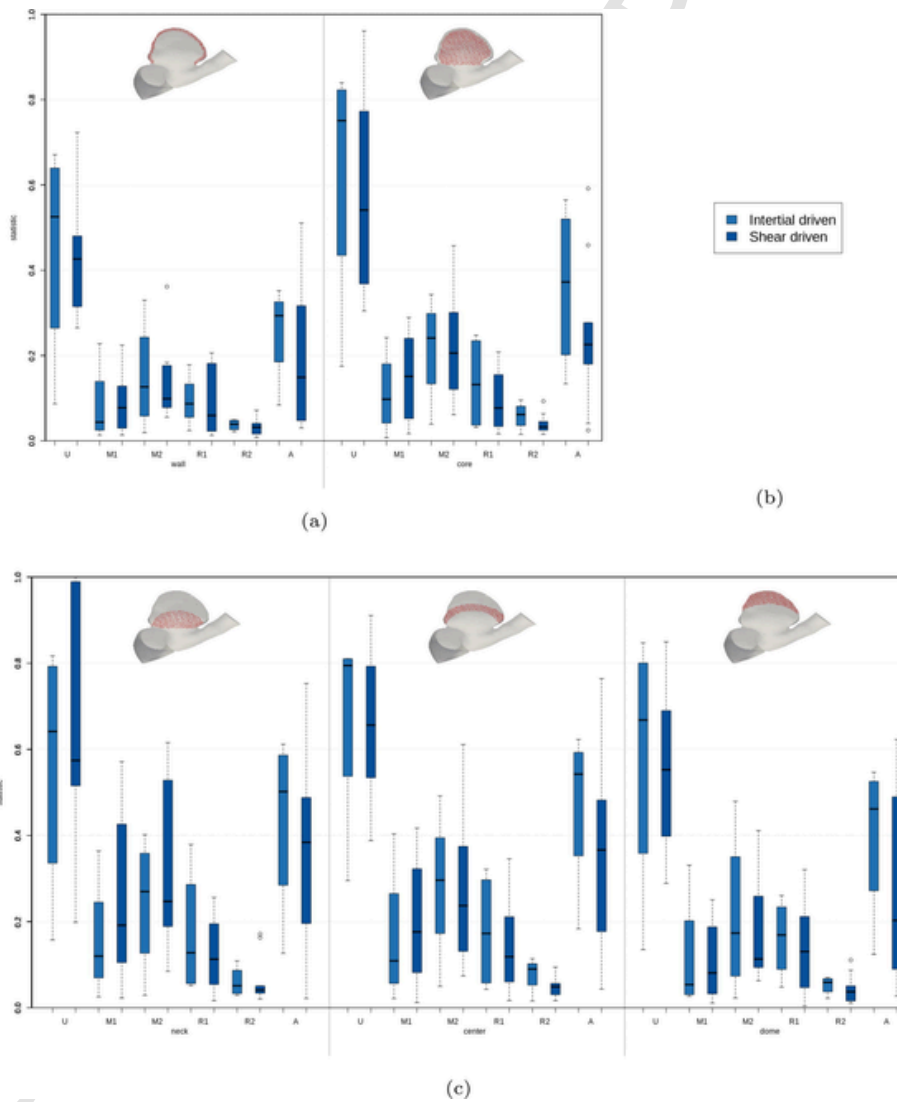 1.0
0.8
0.6
0.4
0.2
0.0
statistic
U M1 M2 R1 R2 A U M1 M2 R1 R2 A
wall core
(a)
Intertial driven
Shear driven
(b)
1.0
0.8
0.6
0.4
0.2
0.0
U M1 M2 R1 R2 A U M1 M2 R1 R2 A U M1 M2 R1 R2 A
neck center dome
(c)